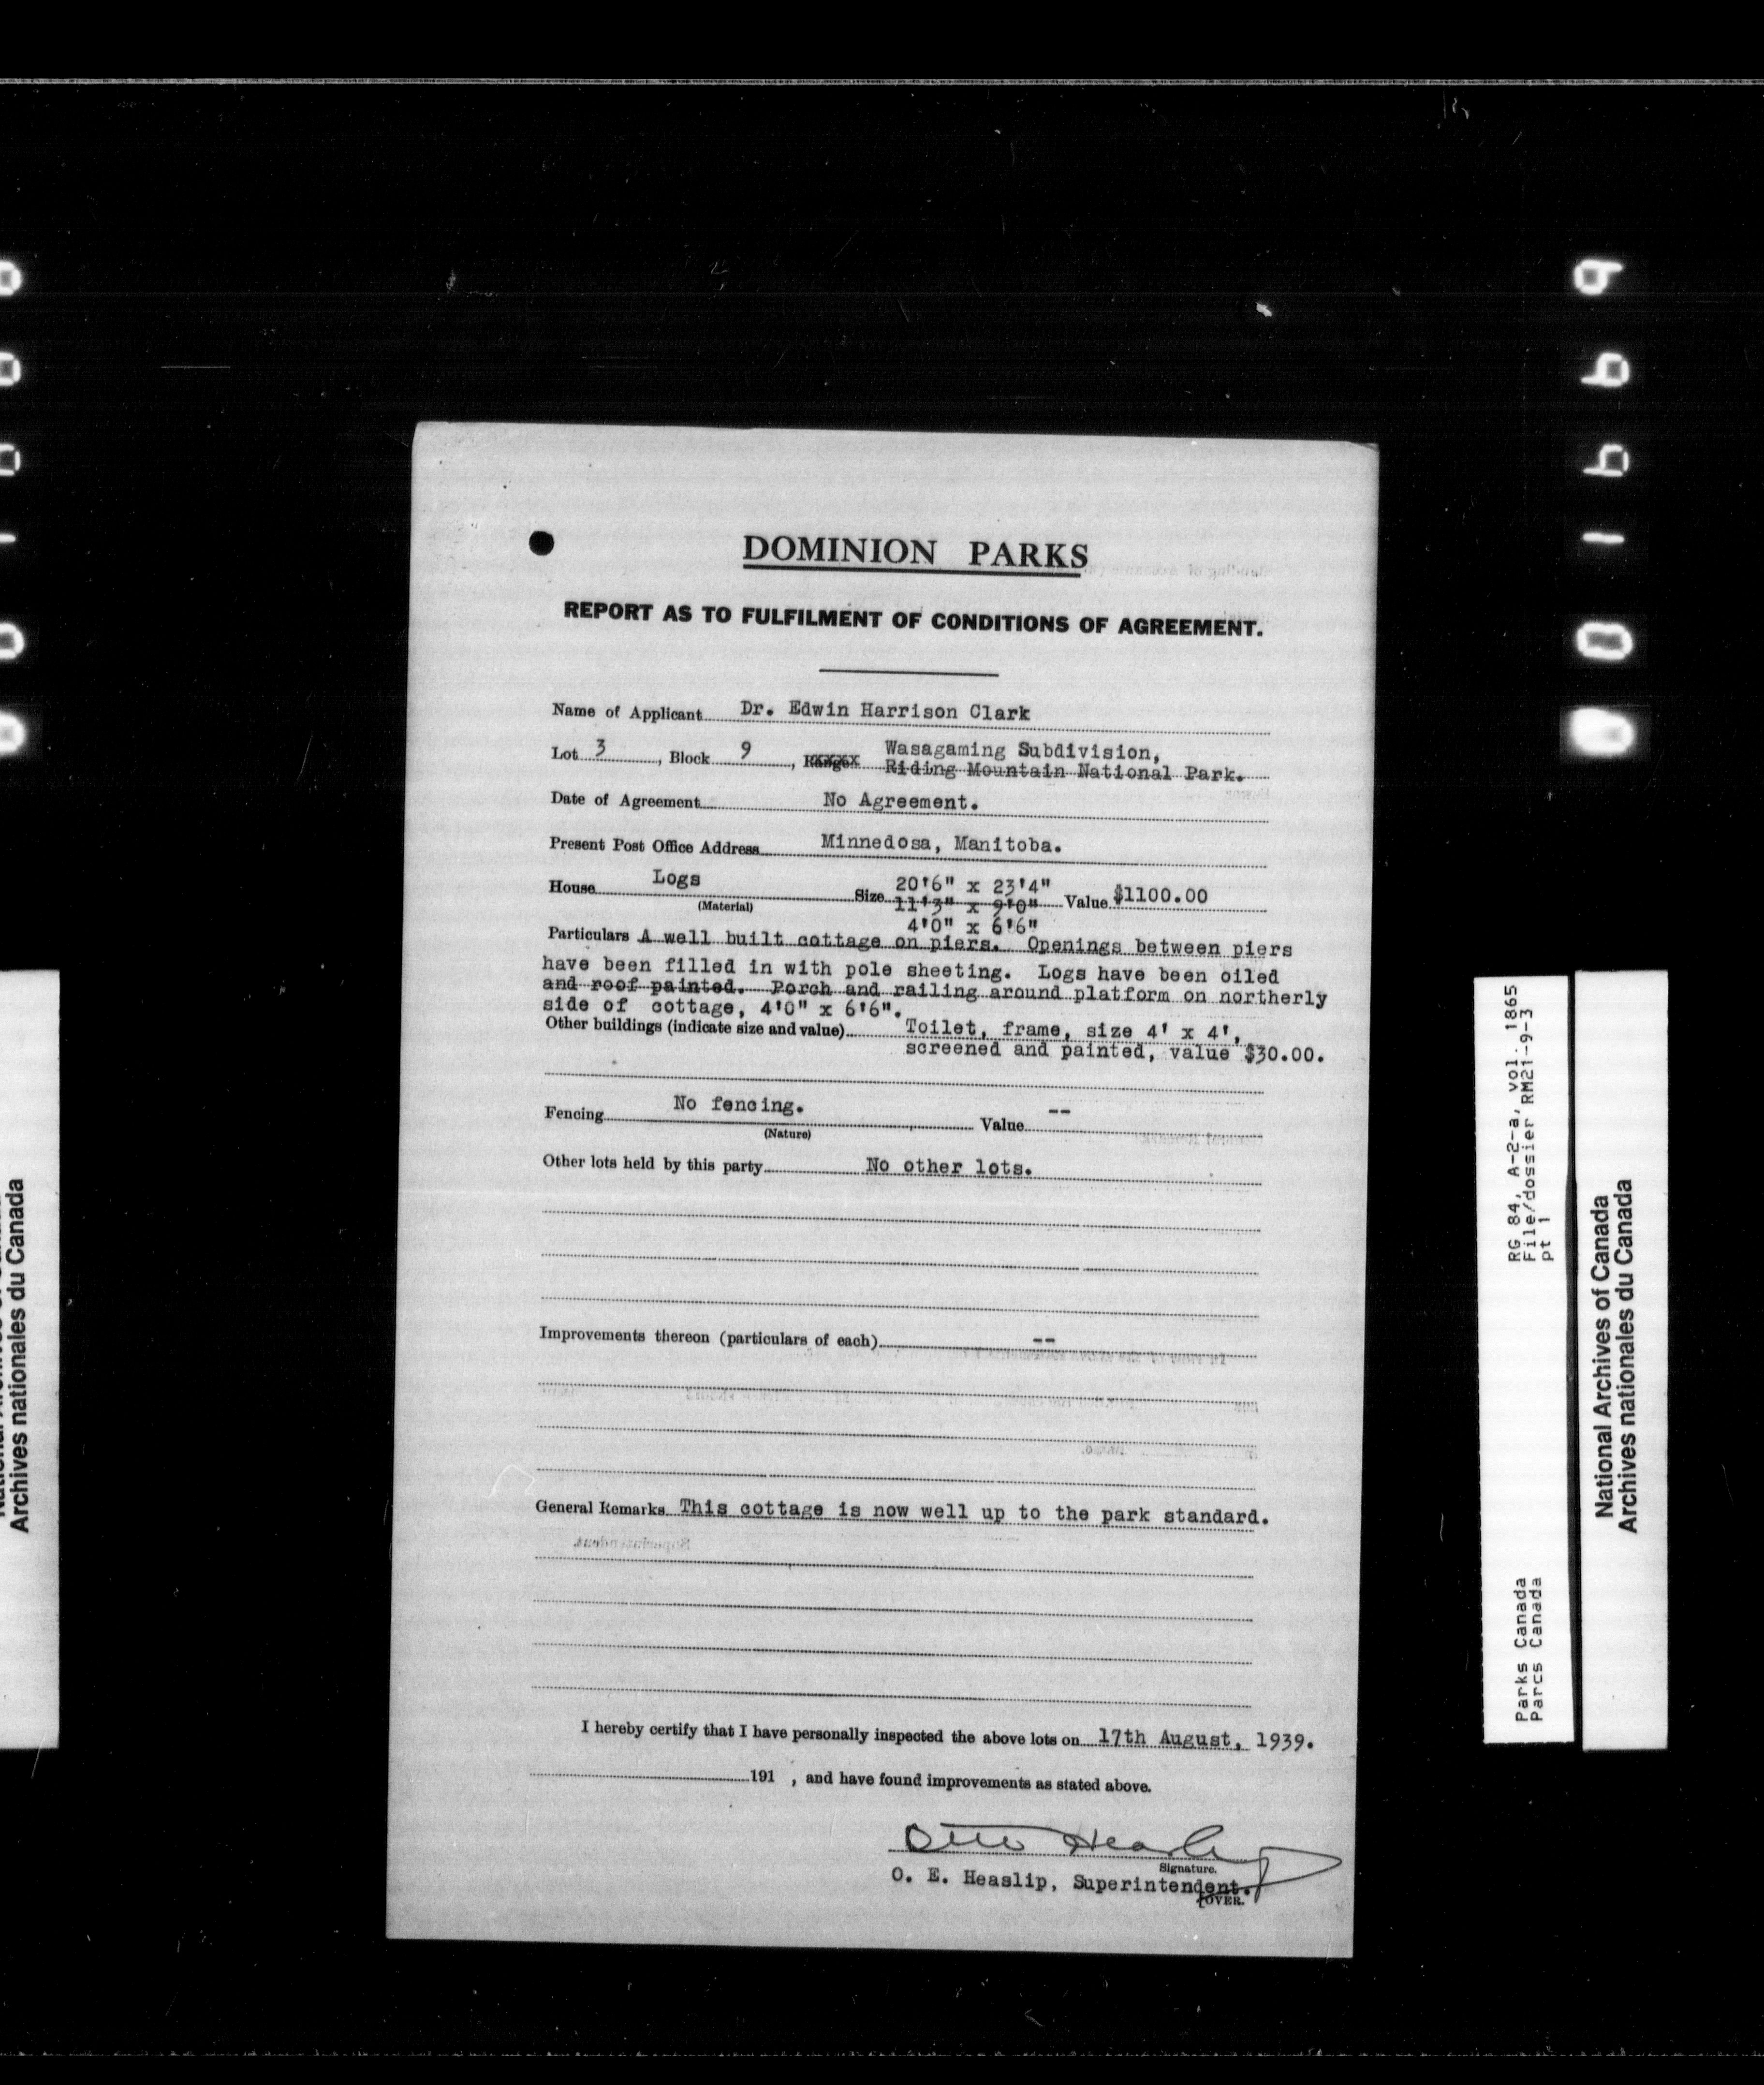 DOMINION PARKS
REPORT AS TO FULFILMENT OF CONDITIONS OF AGREEMENT.
Name of Applicant Dr. Edwin Harrison Clark
Lot 3, Block 9, Range Wasagaming Subdivision,
Riding Mountain National Park.
Date of Agreement No Agreement.
Present Post Office Address Minnedosa, Manitoba.
House Logs Size 20'6" x 23'4" Value $1100.00
(Material) 11'3" x 9'0"
4'0" x 6'6"
Particulars A well built cottage on piers. Openings between piers
have been filled in with pole sheeting. Logs have been oiled
and roof painted. Porch and railing around platform on northerly
side of cottage, 4'0" x 6'6".
Other buildings (indicate size and value) Toilet, frame, size 4' x 4',
screened and painted, value $30.00.
Fencing No fencing. Value --
(Nature)
Other lots held by this party No other lots.
Improvements thereon (particulars of each) --
General Remarks This cottage is now well up to the park standard.
I hereby certify that I have personally inspected the above lots on 17th August, 1939.
191 , and have found improvements as stated above.
Otto Heaslip
Signature.
O. E. Heaslip, Superintendent.
[OVER.
RG 84, A-2-a, vol. 1865
File/dossier RM21-9-3
pt 1
Parks Canada
Parcs Canada
National Archives of Canada
Archives nationales du Canada
Archives nationales du Canada